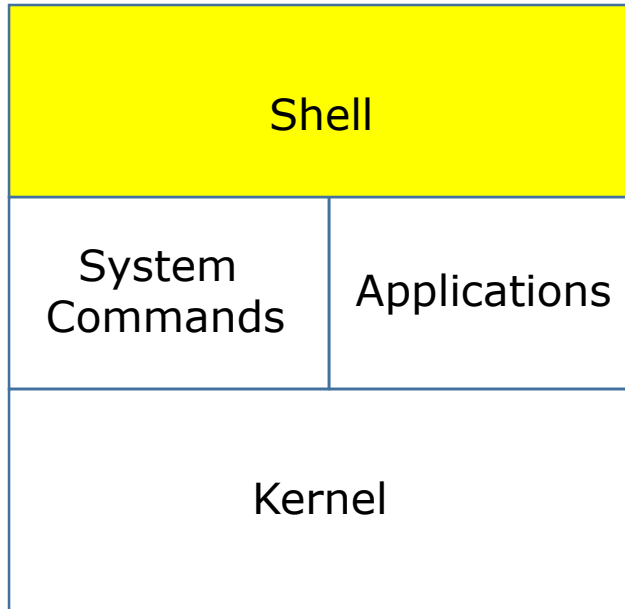 Shell
System
Commands
Applications
Kernel